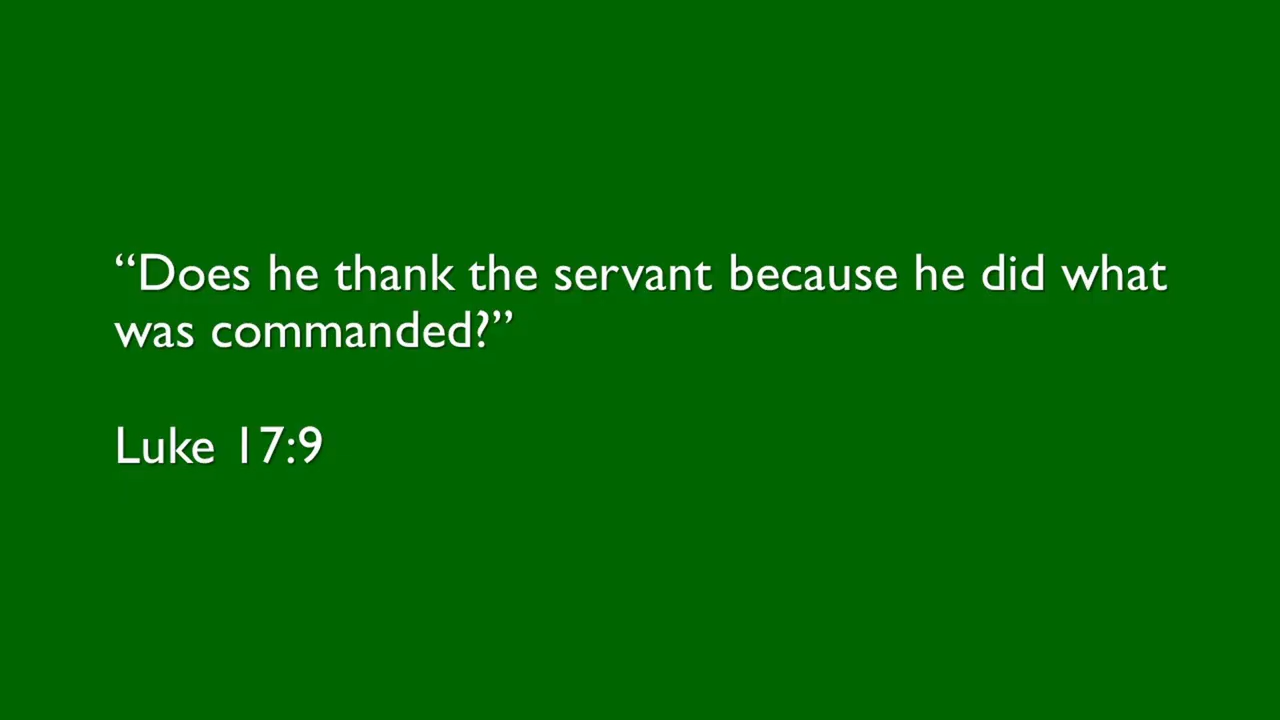 “Does he thank the servant because he did what
was commanded?”
Luke 17:9